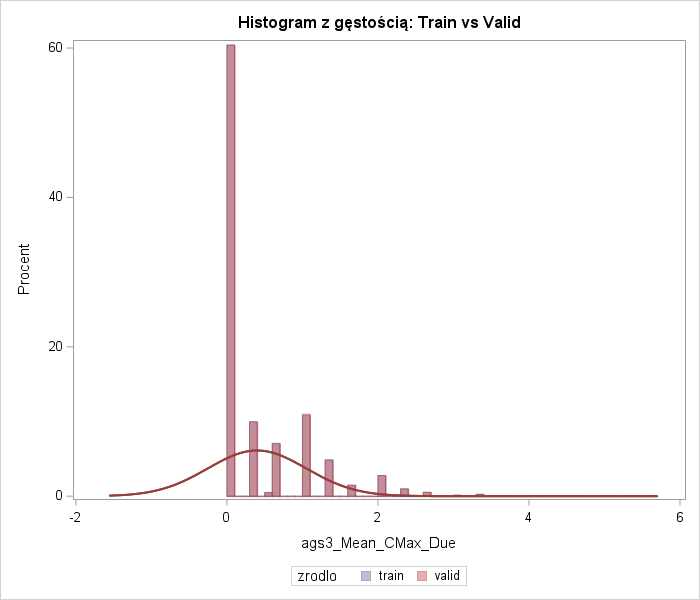 Histogram z gęstością: Train vs Valid
60
40
20
0
Procent
-2 0 2 4 6
ags3_Mean_CMax_Due
zrodlo train valid